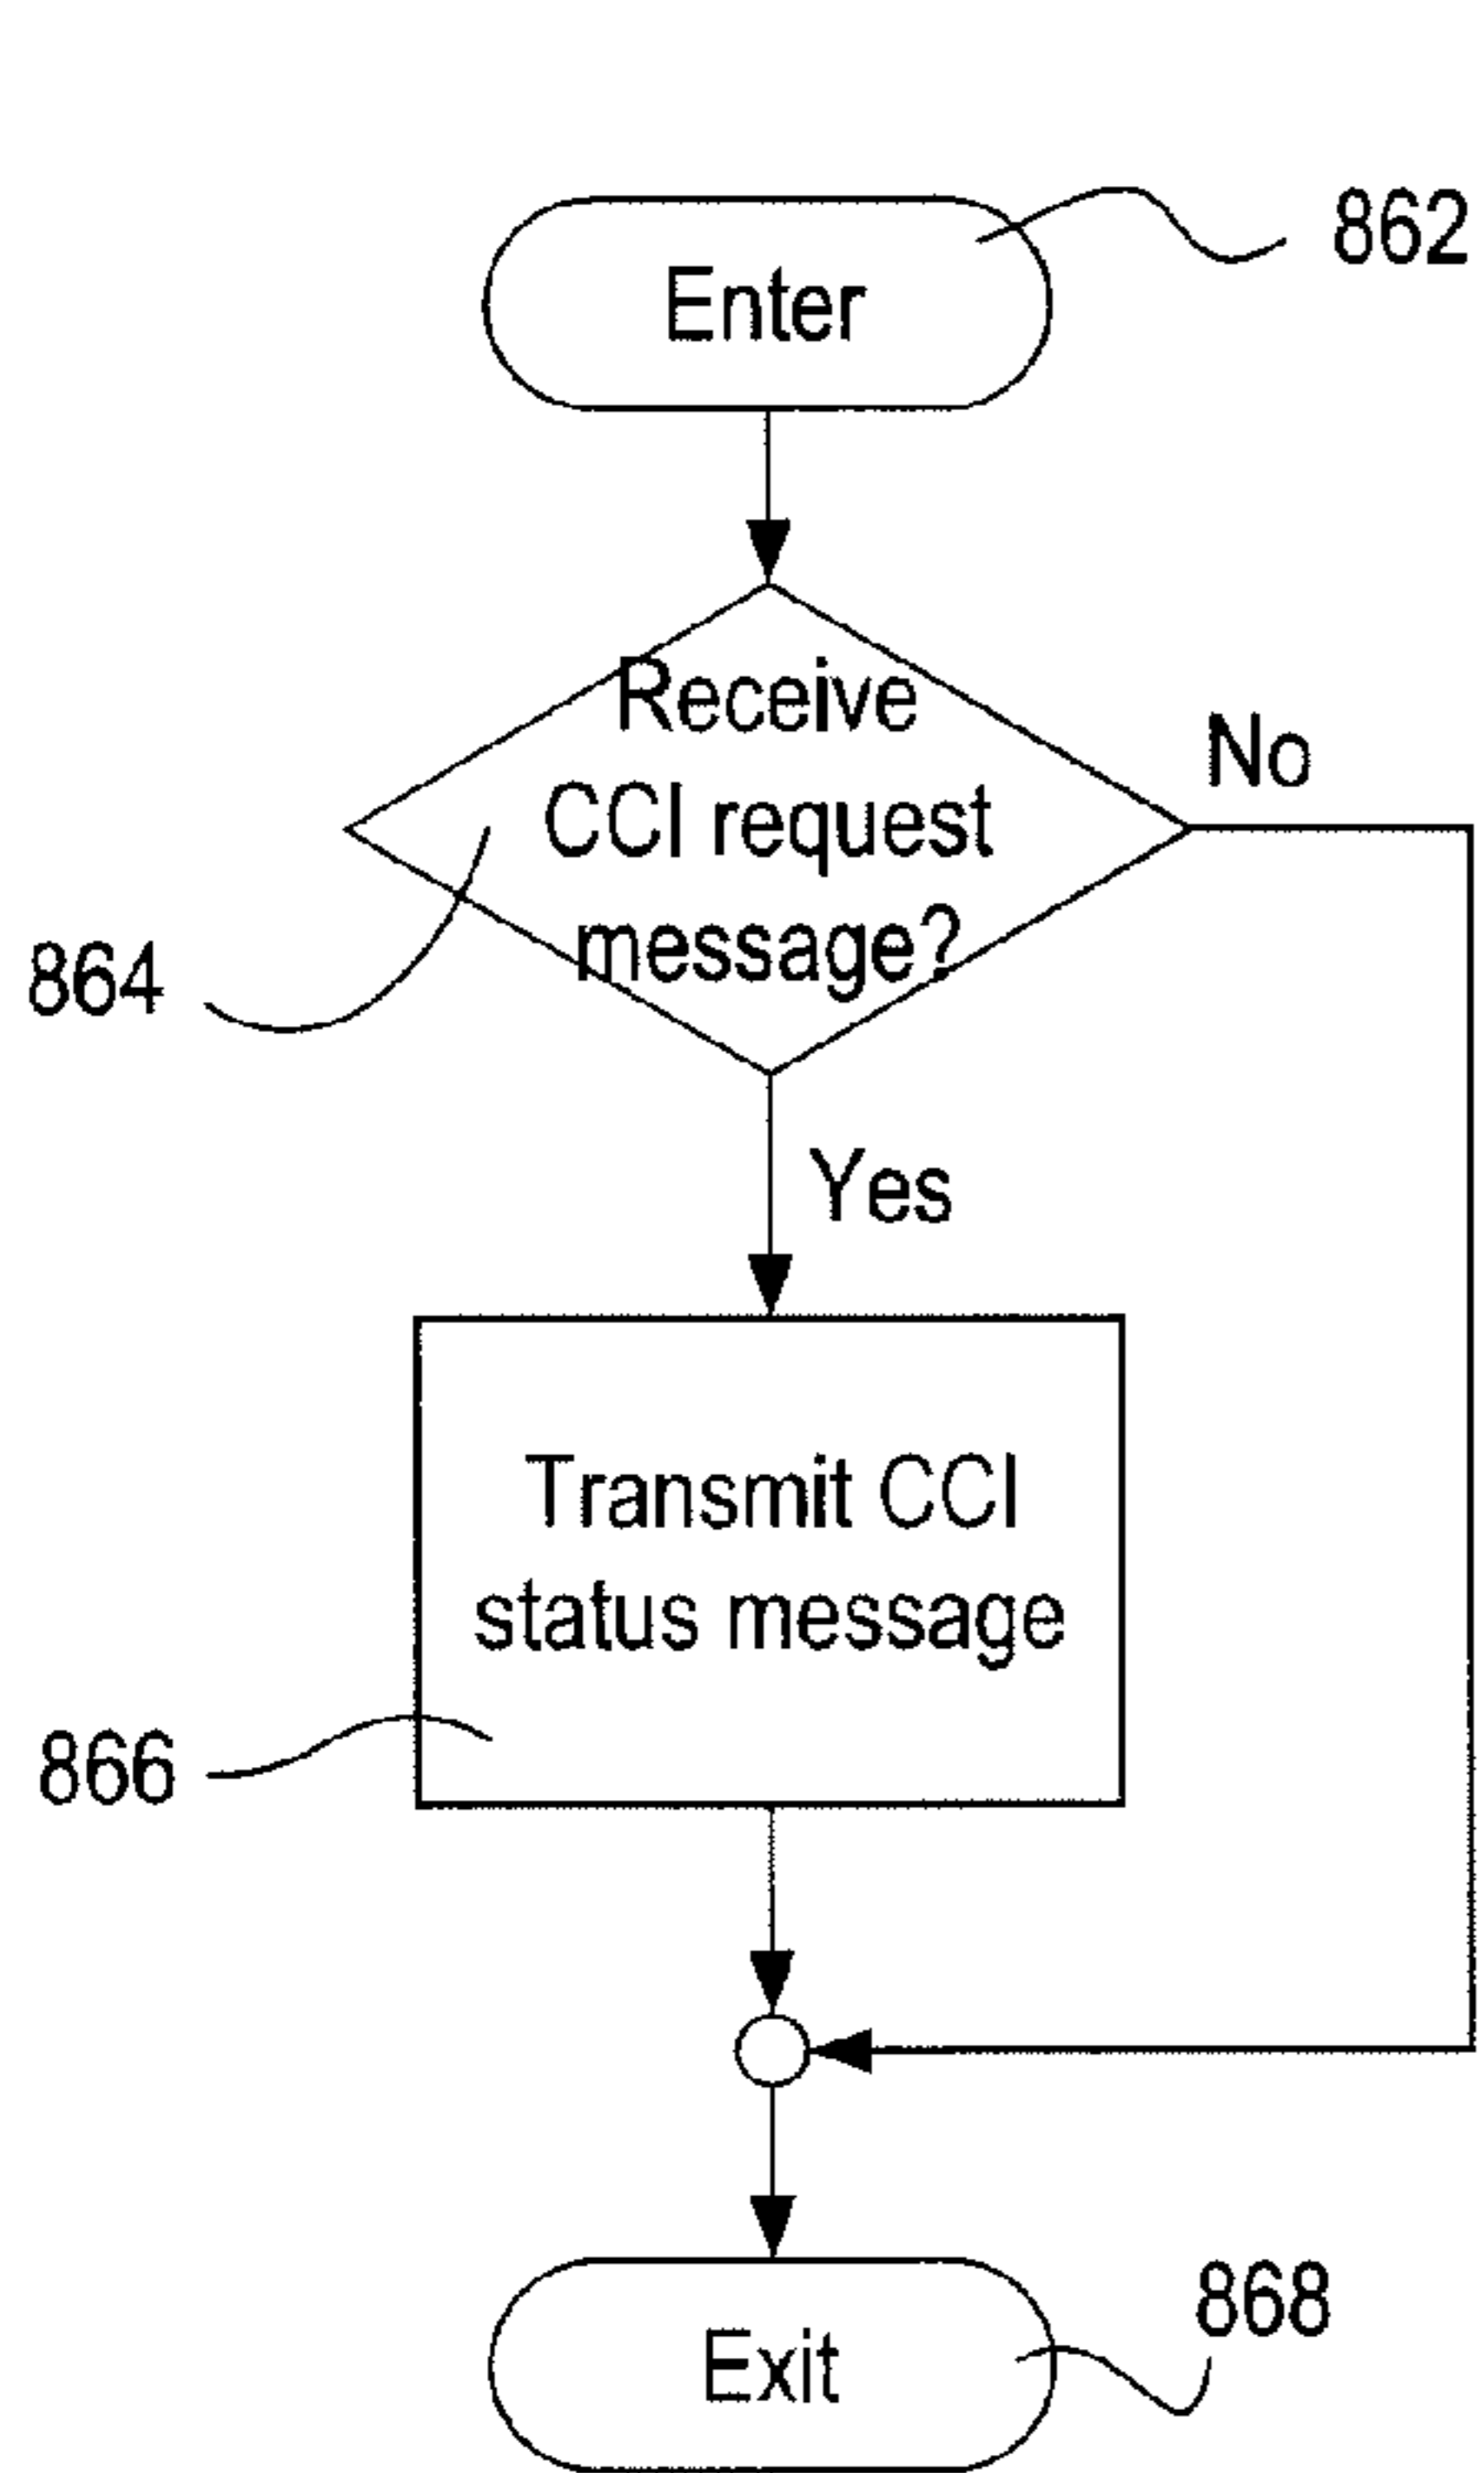 862
Enter
Receive
CCI request
message?
No
864
Yes
Transmit CCI
status message
866
868
Exit